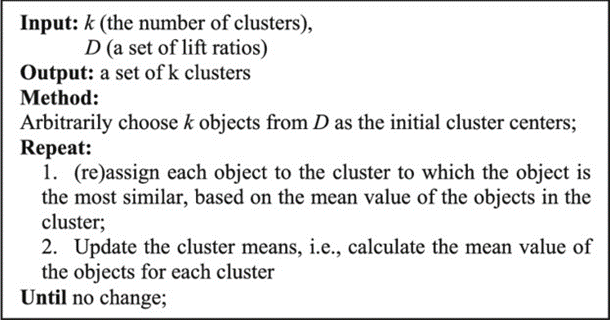 Input: k (the number of clusters),
D (a set of lift ratios)
Output: a set of k clusters
Method:
Arbitrarily choose k objects from D as the initial cluster centers;
Repeat:
1. (re)assign each object to the cluster to which the object is
the most similar, based on the mean value of the objects in the
cluster;
2. Update the cluster means, i.e., calculate the mean value of
the objects for each cluster
Until no change;